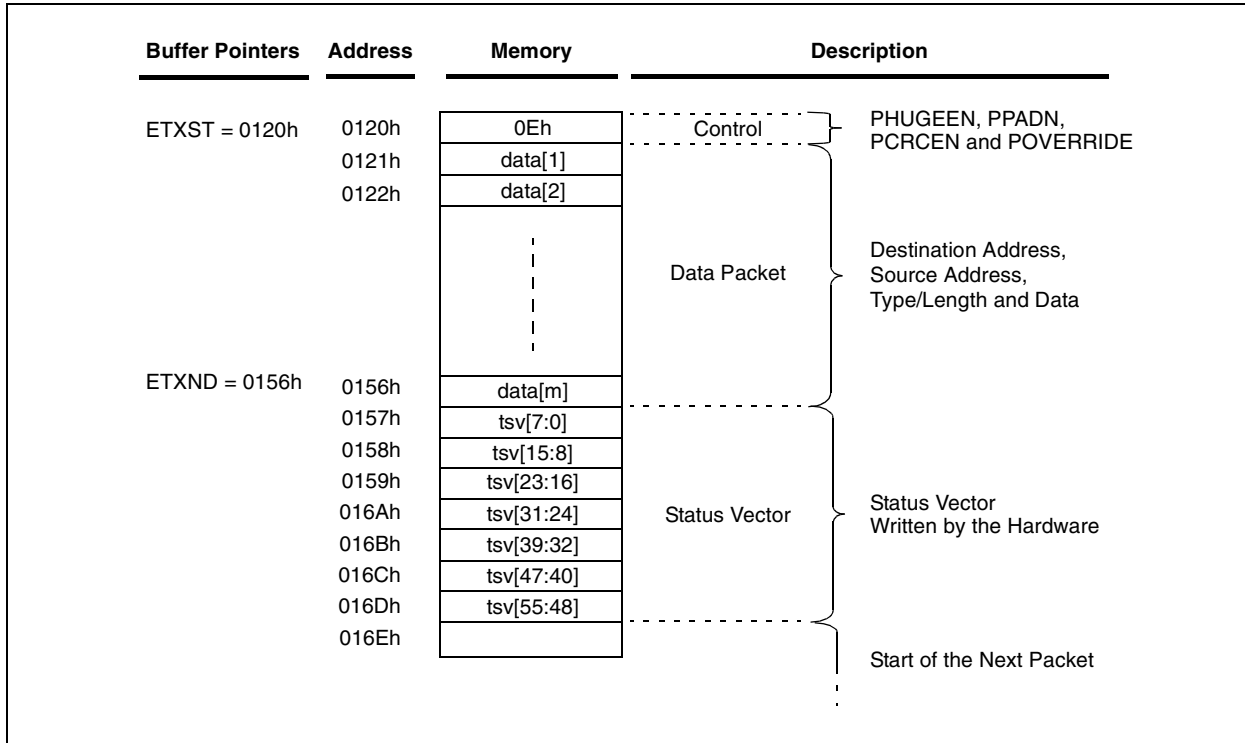 Buffer Pointers Address Memory Description
ETXST = 0120h 0120h 0Eh Control PHUGEEN, PPADN,
PCRCEN and POVERRIDE
0121h data[1]
0122h data[2]
Data Packet Destination Address,
Source Address,
Type/Length and Data
ETXND = 0156h 0156h data[m]
0157h tsv[7:0]
0158h tsv[15:8]
0159h tsv[23:16]
016Ah tsv[31:24] Status Vector Status Vector
Written by the Hardware
016Bh tsv[39:32]
016Ch tsv[47:40]
016Dh tsv[55:48]
016Eh
Start of the Next Packet